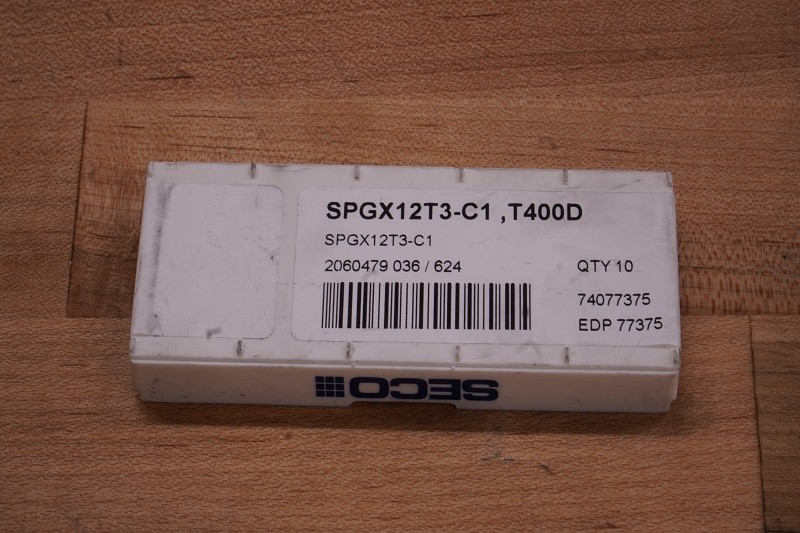 SPGX12T3-C1 ,T400D
SPGX12T3-C1
2060479 036 / 624
QTY 10
74077375
EDP 77375
SECO